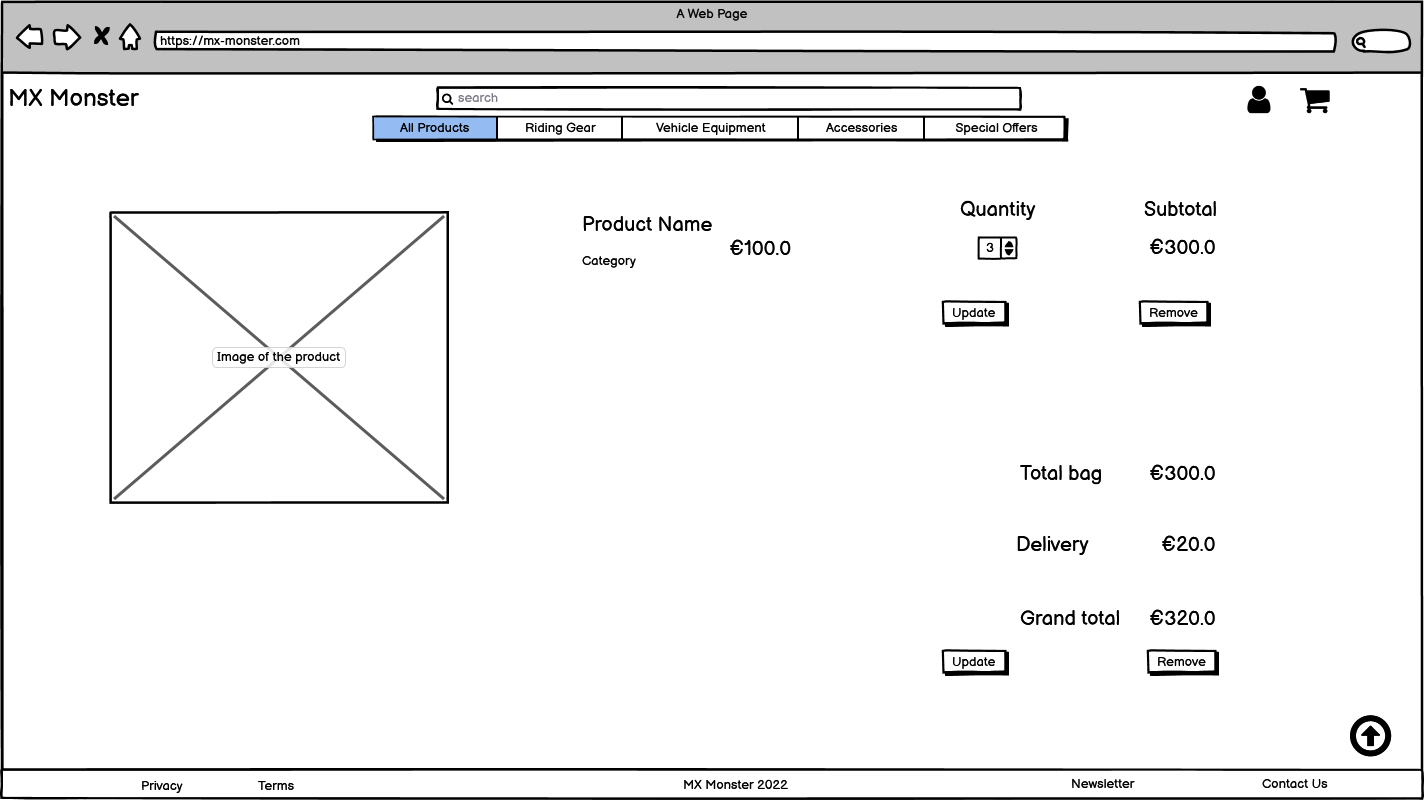 A Web Page
https://mx-monster.com
MX Monster
search
All Products Riding Gear Vehicle Equipment Accessories Special Offers
Quantity Subtotal
Product Name
€100.0 3 €300.0
Category
Update Remove
Image of the product
Total bag €300.0
Delivery €20.0
Grand total €320.0
Update Remove
Privacy Terms MX Monster 2022 Newsletter Contact Us